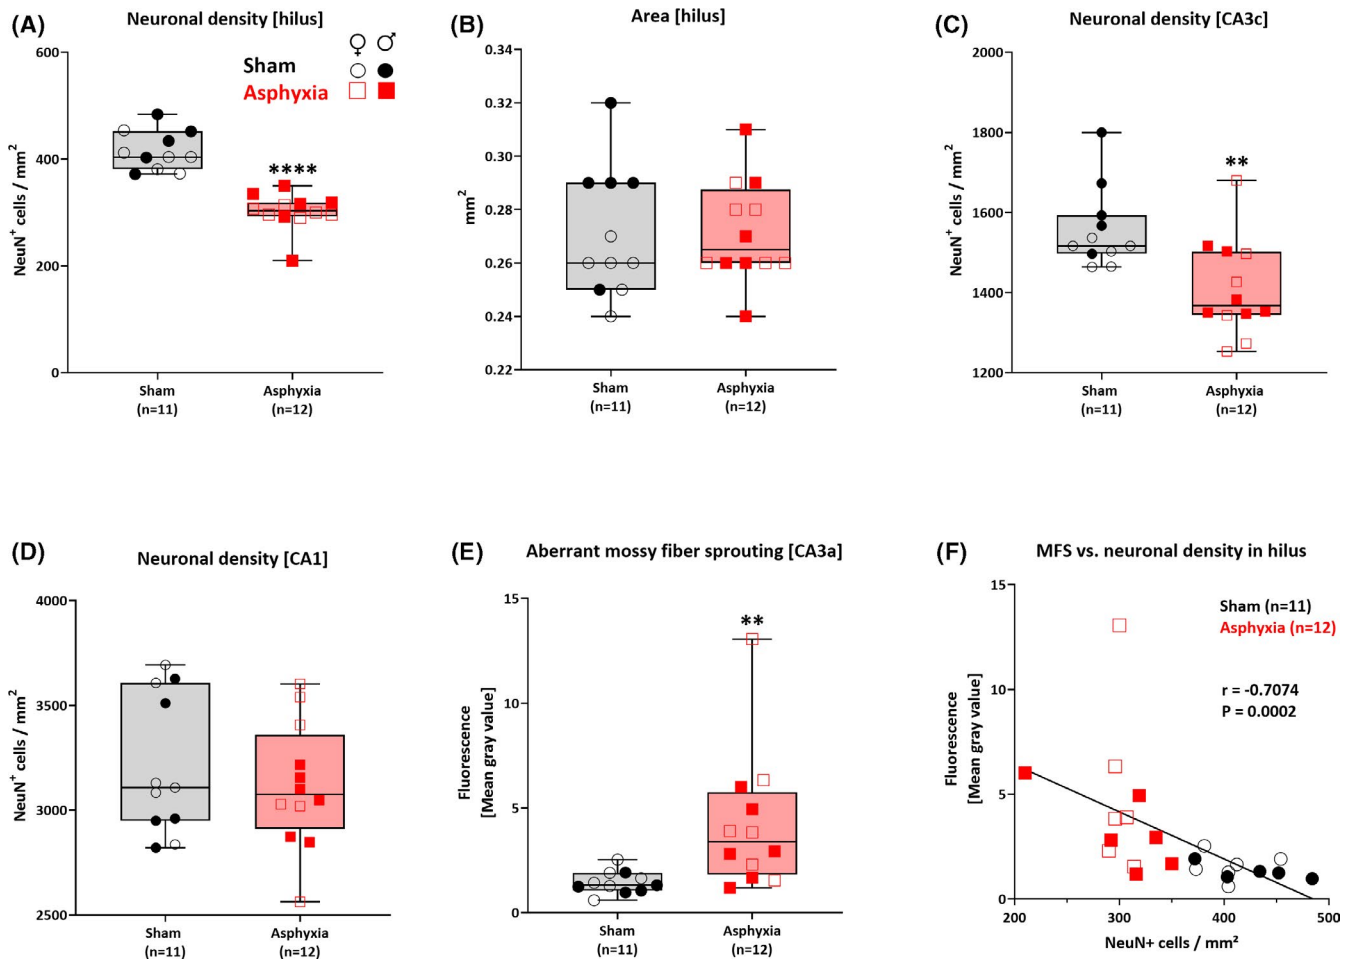 (A)
Neuronal density [hilus]
♀ ♂
Sham
Asphyxia
600
400
200
0
NeuN+ cells / mm2
****
Sham
(n=11)
Asphyxia
(n=12)
(B)
Area [hilus]
0.34
0.32
0.30
0.28
0.26
0.24
0.22
mm2
Sham
(n=11)
Asphyxia
(n=12)
(C)
Neuronal density [CA3c]
2000
1800
1600
1400
1200
NeuN+ cells / mm2
**
Sham
(n=11)
Asphyxia
(n=12)
(D)
Neuronal density [CA1]
4000
3500
3000
2500
NeuN+ cells / mm2
Sham
(n=11)
Asphyxia
(n=12)
(E)
Aberrant mossy fiber sprouting [CA3a]
15
10
5
0
Fluorescence
[Mean gray value]
**
Sham
(n=11)
Asphyxia
(n=12)
(F)
MFS vs. neuronal density in hilus
15
10
5
0
Fluorescence
[Mean gray value]
Sham (n=11)
Asphyxia (n=12)
r = -0.7074
P = 0.0002
200 300 400 500
NeuN+ cells / mm²